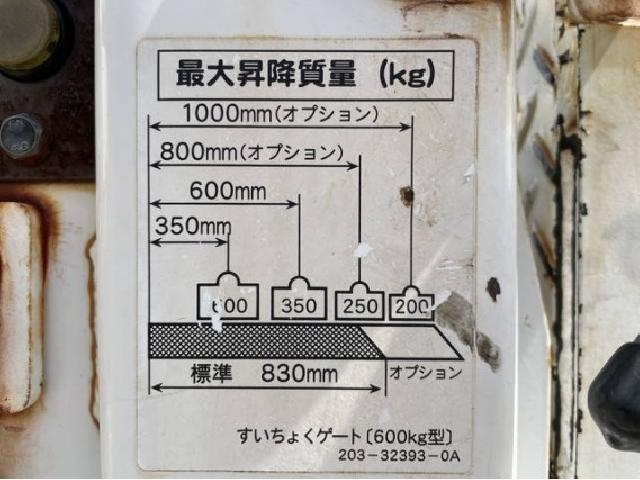 最大昇降質量 (kg)
1000mm(オプション)
800mm(オプション)
600mm
350mm
600 350 250 200
標準 830mm オプション
すいちょくゲート〔600kg型〕
203-32393-0A